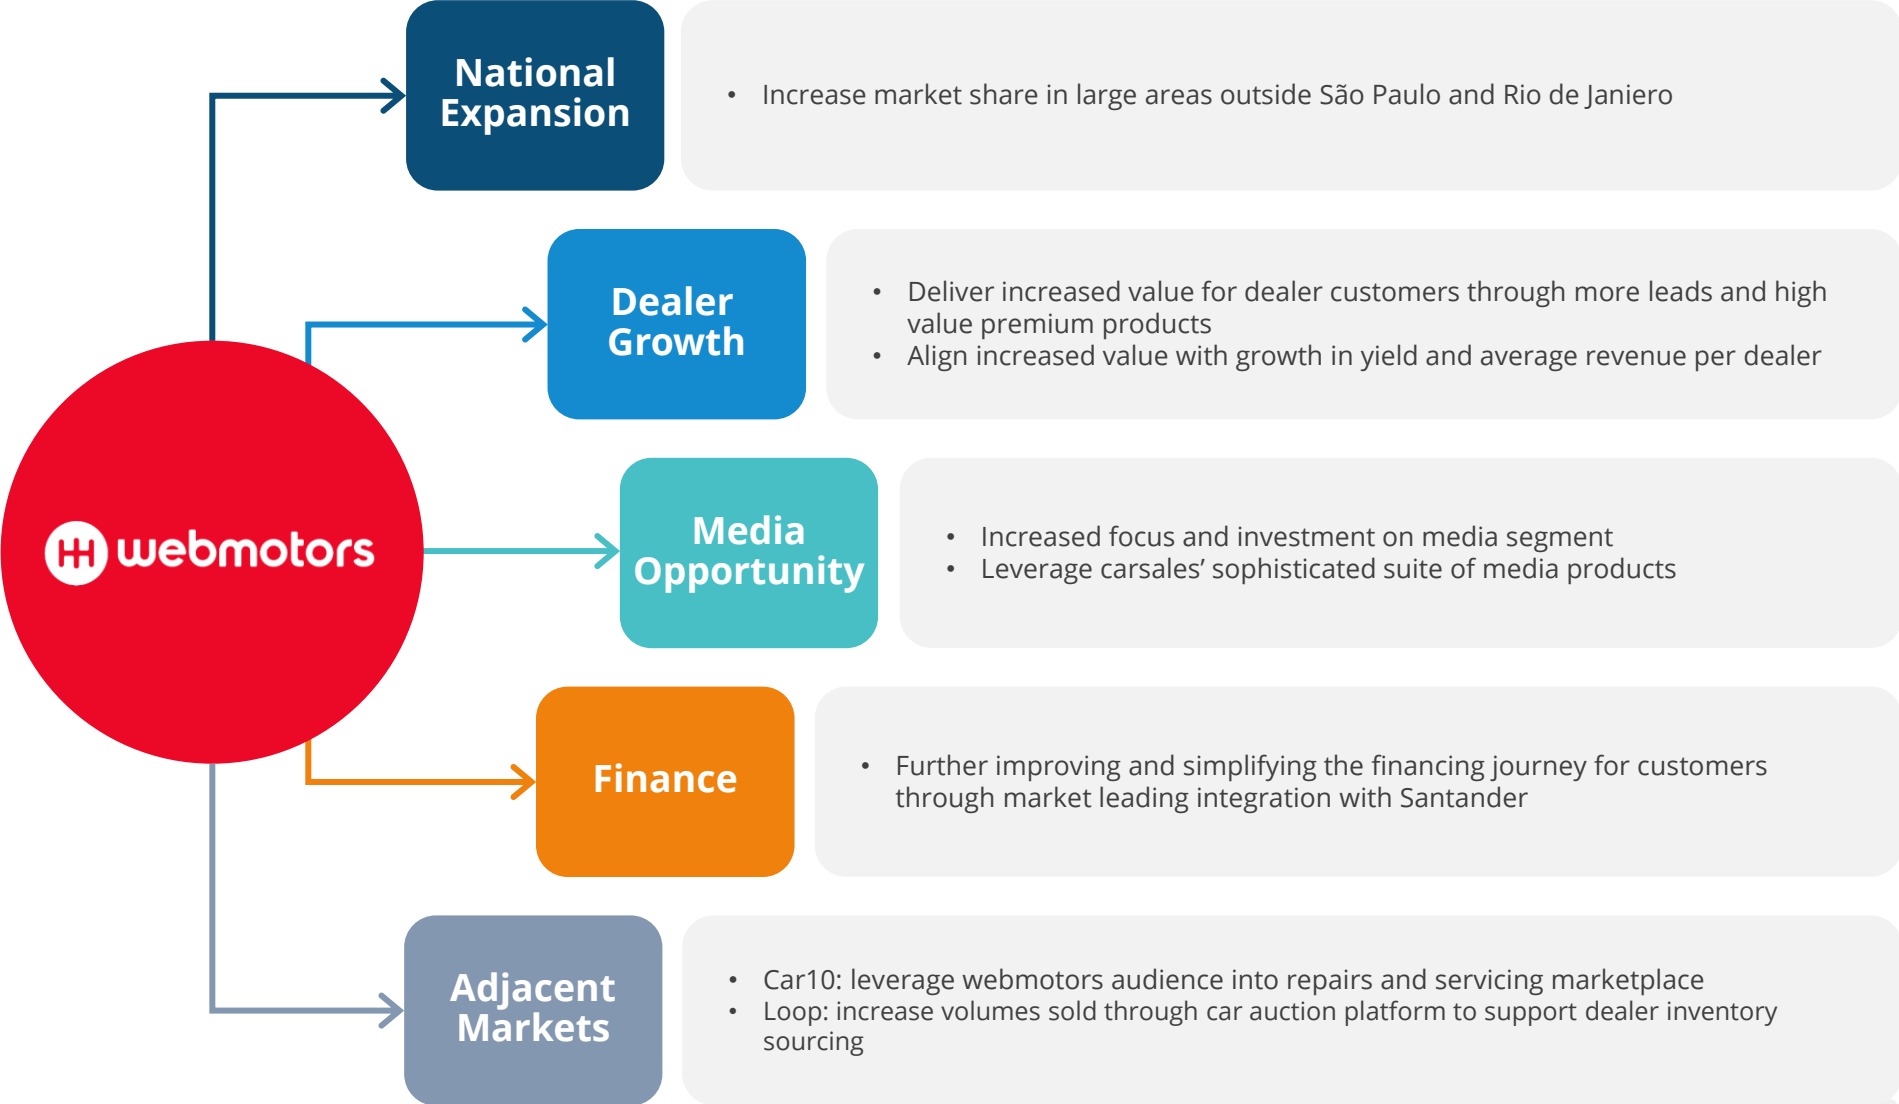 National
Expansion
• Increase market share in large areas outside São Paulo and Rio de Janiero
Dealer
Growth
• Deliver increased value for dealer customers through more leads and high
value premium products
• Align increased value with growth in yield and average revenue per dealer
webmotors
Media
Opportunity
• Increased focus and investment on media segment
• Leverage carsales’ sophisticated suite of media products
Finance
• Further improving and simplifying the financing journey for customers
through market leading integration with Santander
Adjacent
Markets
• Car10: leverage webmotors audience into repairs and servicing marketplace
• Loop: increase volumes sold through car auction platform to support dealer inventory
sourcing